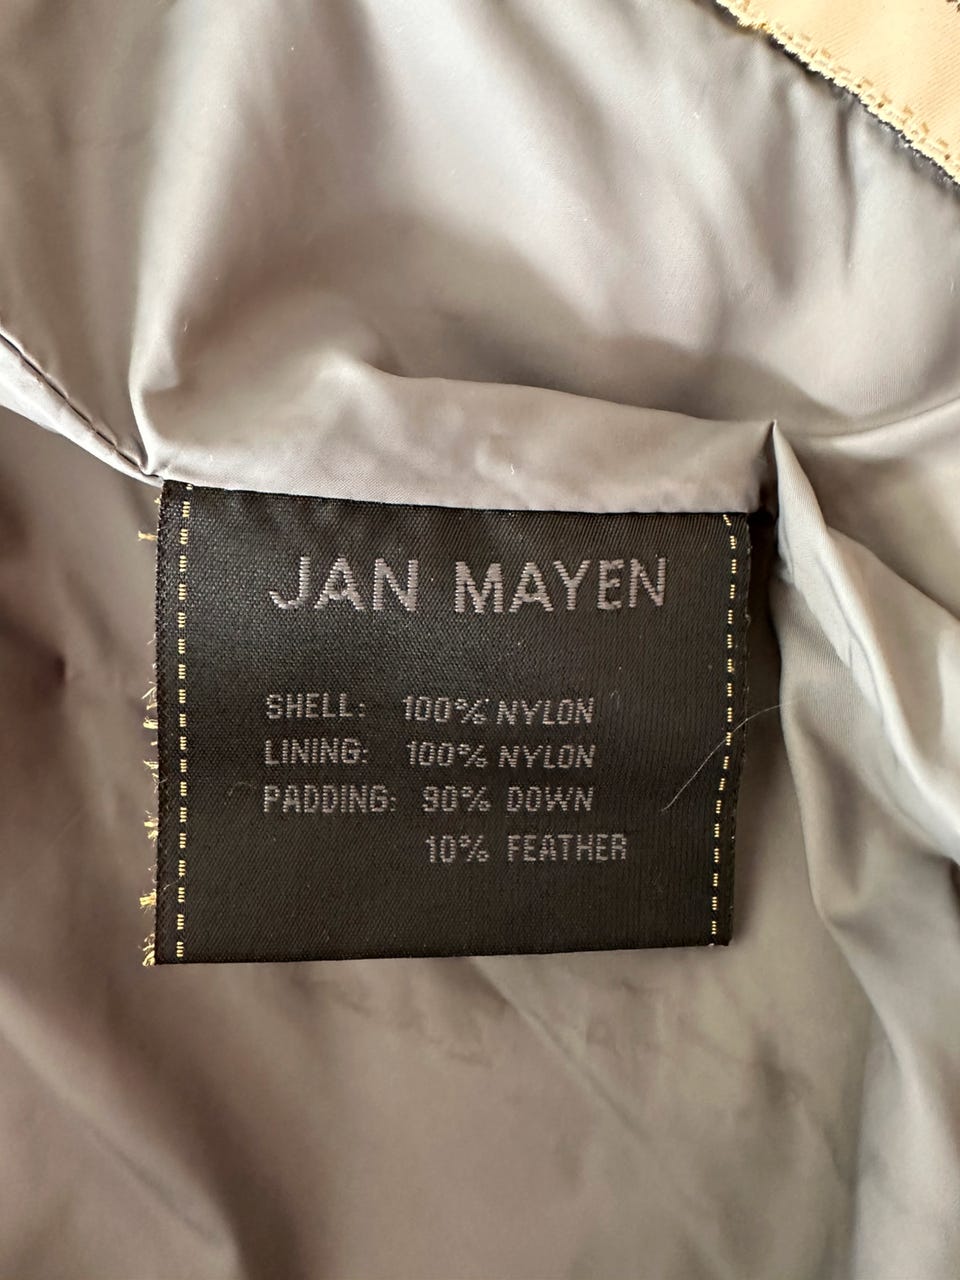 JAN MAYEN
SHELL: 100% NYLON
LINING: 100% NYLON
PADDING: 90% DOWN
10% FEATHER